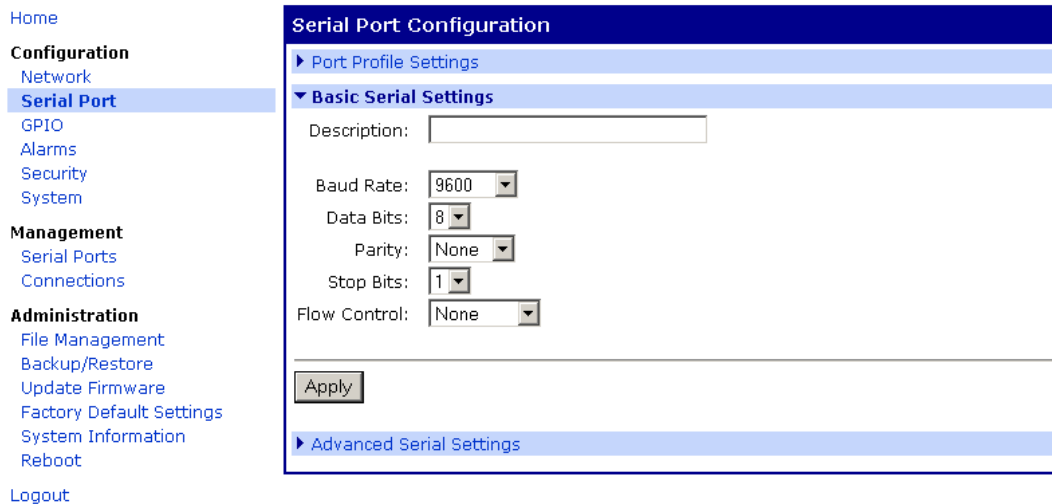 Home
Configuration
Network
Serial Port
GPIO
Alarms
Security
System
Management
Serial Ports
Connections
Administration
File Management
Backup/Restore
Update Firmware
Factory Default Settings
System Information
Reboot
Logout
Serial Port Configuration
Port Profile Settings
Basic Serial Settings
Description:
Baud Rate: 9600
Data Bits: 8
Parity: None
Stop Bits: 1
Flow Control: None
Apply
Advanced Serial Settings